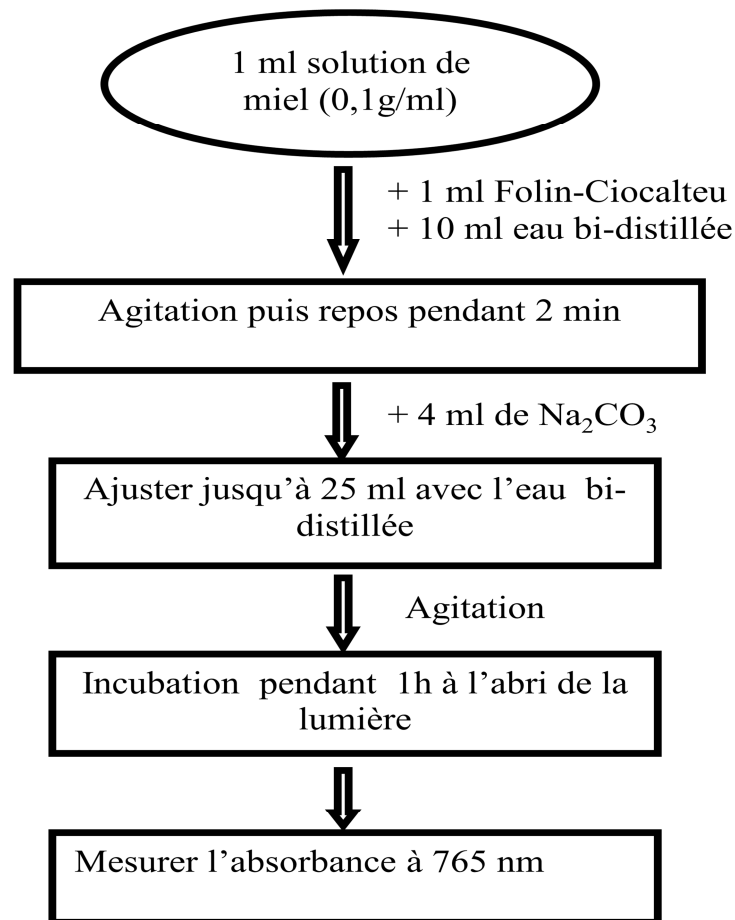 1 ml solution de
miel (0,1g/ml)
+ 1 ml Folin-Ciocalteu
+ 10 ml eau bi-distillée
Agitation puis repos pendant 2 min
+ 4 ml de Na₂CO₃
Ajuster jusqu’à 25 ml avec l’eau bi-
distillée
Agitation
Incubation pendant 1h à l’abri de la
lumière
Mesurer l’absorbance à 765 nm